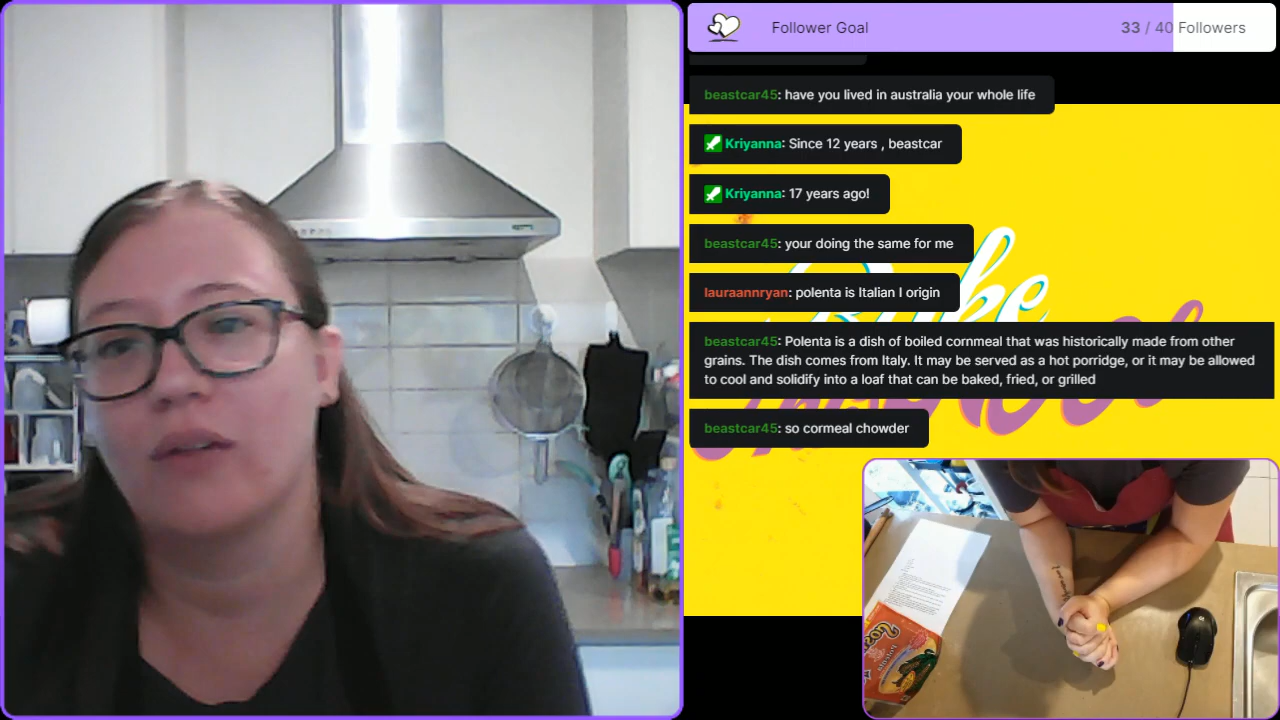 Follower Goal
33 / 40 Followers
beastcar45: have you lived in australia your whole life
Kriyanna: Since 12 years , beastcar
Kriyanna: 17 years ago!
beastcar45: your doing the same for me
lauraannryan: polenta is Italian I origin
beastcar45: Polenta is a dish of boiled cornmeal that was historically made from other
grains. The dish comes from Italy. It may be served as a hot porridge, or it may be allowed
to cool and solidify into a loaf that can be baked, fried, or grilled
beastcar45: so cormeal chowder